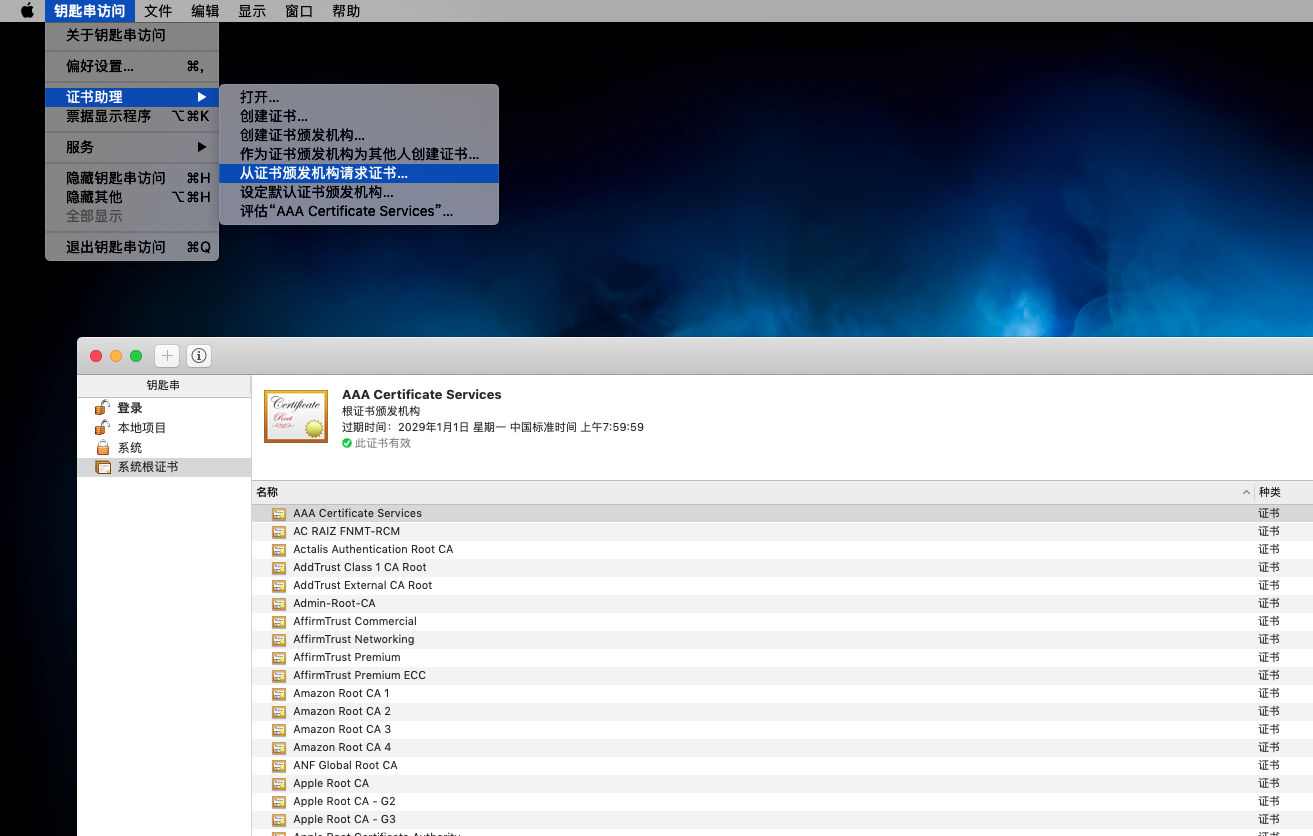 钥匙串访问 文件 编辑 显示 窗口 帮助
关于钥匙串访问
偏好设置... ⌘,
证书助理 ▶
票据显示程序 ⌥⌘K
服务 ▶
隐藏钥匙串访问 ⌘H
隐藏其他 ⌥⌘H
全部显示
退出钥匙串访问 ⌘Q
打开...
创建证书...
创建证书颁发机构...
作为证书颁发机构为其他人创建证书...
从证书颁发机构请求证书...
设定默认证书颁发机构...
评估“AAA Certificate Services”...
钥匙串
登录
本地项目
系统
系统根证书
Certificate
Root
AAA Certificate Services
根证书颁发机构
过期时间：2029年1月1日 星期一 中国标准时间 上午7:59:59
此证书有效
名称 种类
AAA Certificate Services 证书
AC RAIZ FNMT-RCM 证书
Actalis Authentication Root CA 证书
AddTrust Class 1 CA Root 证书
AddTrust External CA Root 证书
Admin-Root-CA 证书
AffirmTrust Commercial 证书
AffirmTrust Networking 证书
AffirmTrust Premium 证书
AffirmTrust Premium ECC 证书
Amazon Root CA 1 证书
Amazon Root CA 2 证书
Amazon Root CA 3 证书
Amazon Root CA 4 证书
ANF Global Root CA 证书
Apple Root CA 证书
Apple Root CA - G2 证书
Apple Root CA - G3 证书
Apple Root Certificate Authority 证书